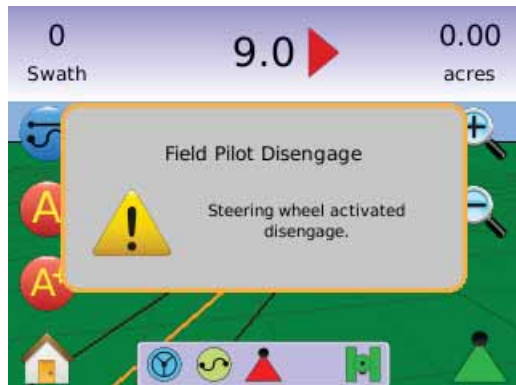 0
Swath
9.0
0.00
acres
Field Pilot Disengage
Steering wheel activated
disengage.
A
A+